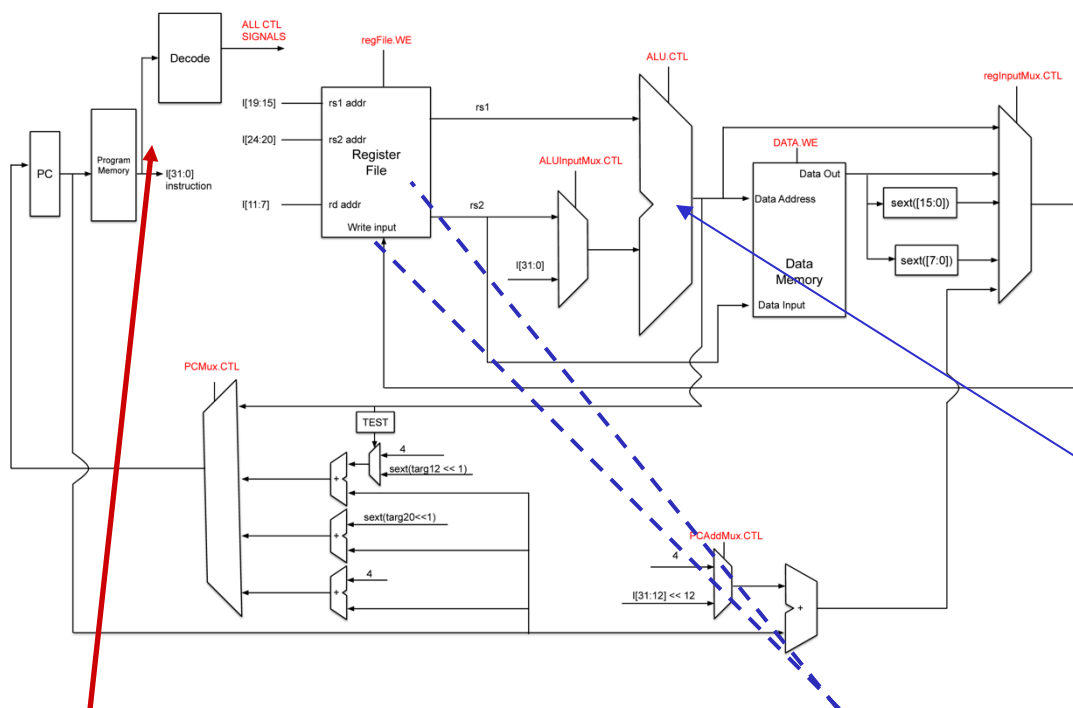 ALL CTL
SIGNALS
Decode
regFile.WE
ALU.CTL
regInputMux.CTL
I[19:15]
rs1 addr
rs1
I[24:20]
rs2 addr
Register
File
ALUInputMux.CTL
DATA.WE
Data Out
PC
Program
Memory
I[31:0]
instruction
I[11:7]
rd addr
rs2
Data Address
sext([15:0])
Write input
I[31:0]
Data
Memory
sext([7:0])
Data Input
PCMux.CTL
TEST
4
sext(targ12 << 1)
+
sext(targ20<<1)
+
PCAddMux.CTL
4
4
+
I[31:12] << 12
+